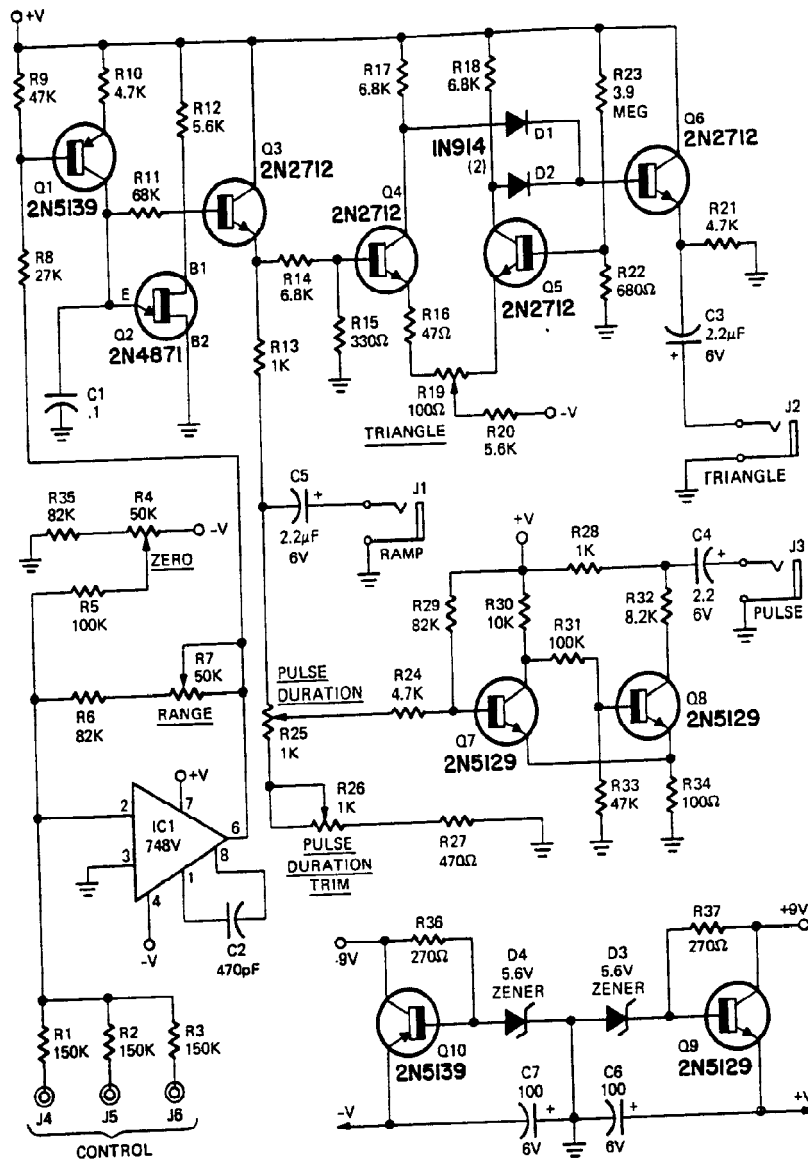 +V
R9
47K
R10
4.7K
R12
5.6K
Q1
2N5139
R11
68K
Q3
2N2712
R8
27K
E
B1
B2
Q2
2N4871
C1
.1
R17
6.8K
R18
6.8K
R23
3.9
MEG
Q6
2N2712
D1
1N914
(2)
D2
Q4
2N2712
R14
6.8K
R15
330Ω
R16
47Ω
R13
1K
Q5
2N2712
R22
680Ω
R21
4.7K
C3
2.2μF
6V
+
R19
100Ω
TRIANGLE
R20
5.6K
-V
J2
TRIANGLE
R35
82K
R4
50K
-V
ZERO
R5
100K
C5
+
2.2μF
6V
J1
RAMP
R7
50K
R6
82K
RANGE
+V
R28
1K
C4
+
2.2
6V
J3
PULSE
R29
82K
R30
10K
R31
100K
R32
8.2K
PULSE
DURATION
R24
4.7K
R25
1K
Q7
2N5129
Q8
2N5129
R33
47K
R34
100Ω
R26
1K
PULSE
DURATION
TRIM
R27
470Ω
+V
2
7
IC1
748V
6
3
8
1
4
-V
C2
470pF
R1
150K
R2
150K
R3
150K
J4
J5
J6
CONTROL
-9V
R36
270Ω
D4
5.6V
ZENER
D3
5.6V
ZENER
R37
270Ω
+9V
Q10
2N5139
Q9
2N5129
-V
C7
100
+
6V
C6
100
+
6V
+V